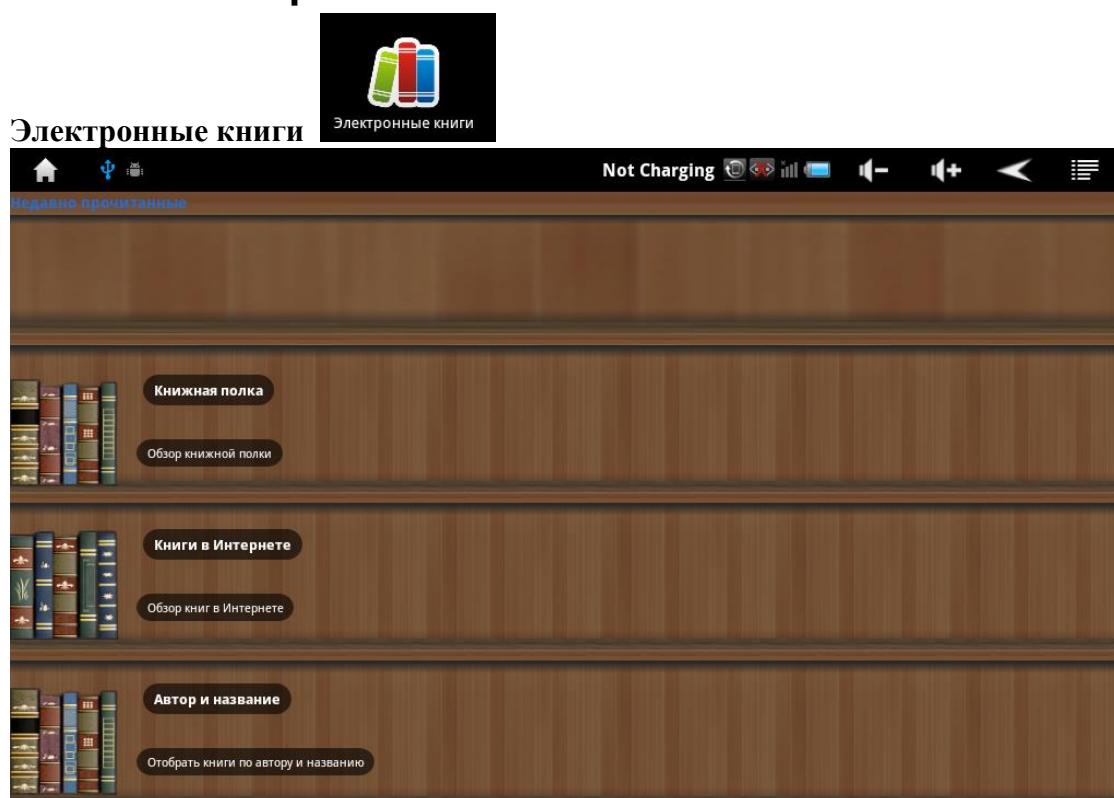 Электронные книги
Электронные книги
Not Charging
Недавно прочитанные
Книжная полка
Обзор книжной полки
Книги в Интернете
Обзор книг в Интернете
Автор и название
Отобрать книги по автору и названию